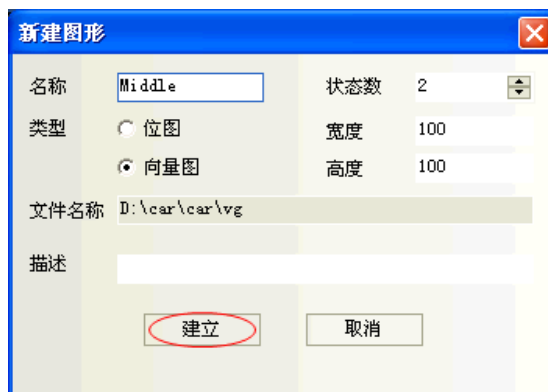 新建图形
名称 Middle 状态数 2
类型 位图 宽度 100
向量图 高度 100
文件名称 D:\car\car\vg
描述
建立 取消